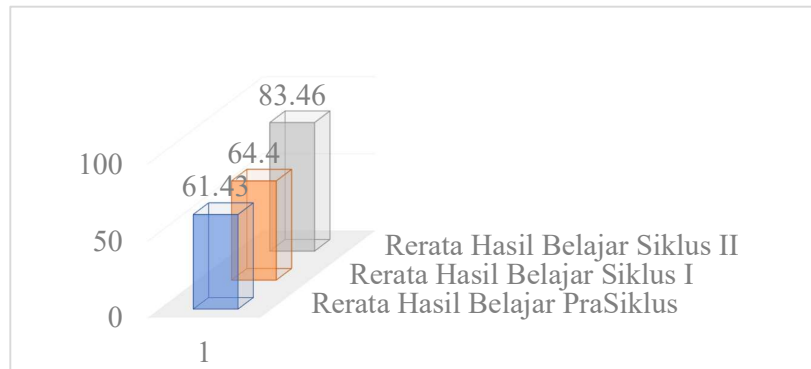 83.46
64.4
61.43
100
50
0
Rerata Hasil Belajar Siklus II
Rerata Hasil Belajar Siklus I
Rerata Hasil Belajar PraSiklus
1